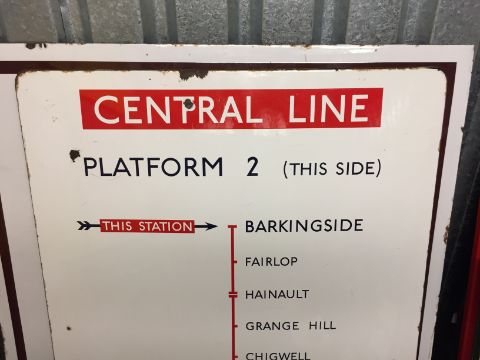 CENTRAL LINE
PLATFORM 2 (THIS SIDE)
THIS STATION BARKINGSIDE
FAIRLOP
HAINAULT
GRANGE HILL
CHIGWELL